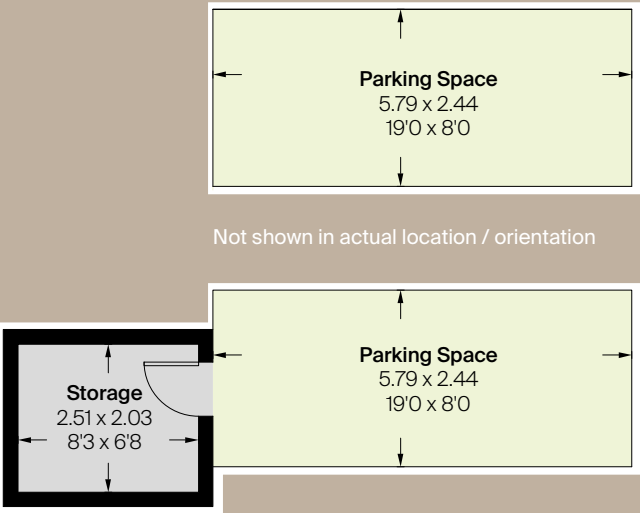 Parking Space
5.79 x 2.44
19'0 x 8'0
Not shown in actual location / orientation
Parking Space
5.79 x 2.44
19'0 x 8'0
Storage
2.51 x 2.03
8'3 x 6'8